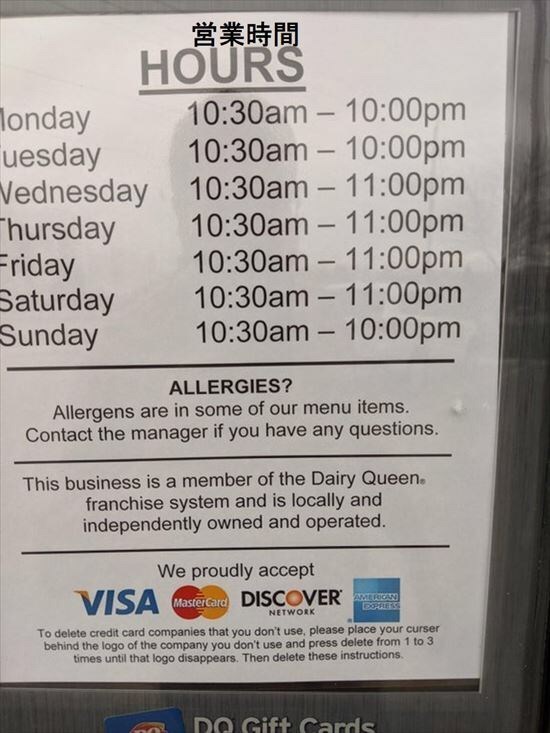 営業時間
HOURS
onday 10:30am – 10:00pm
uesday 10:30am – 10:00pm
Wednesday 10:30am – 11:00pm
Thursday 10:30am – 11:00pm
Friday 10:30am – 11:00pm
Saturday 10:30am – 11:00pm
Sunday 10:30am – 10:00pm
ALLERGIES?
Allergens are in some of our menu items.
Contact the manager if you have any questions.
This business is a member of the Dairy Queen®
franchise system and is locally and
independently owned and operated.
We proudly accept
VISA MasterCard DISCOVER NETWORK AMERICAN EXPRESS
To delete credit card companies that you don't use, please place your curser
behind the logo of the company you don't use and press delete from 1 to 3
times until that logo disappears. Then delete these instructions.
DQ DQ Gift Cards